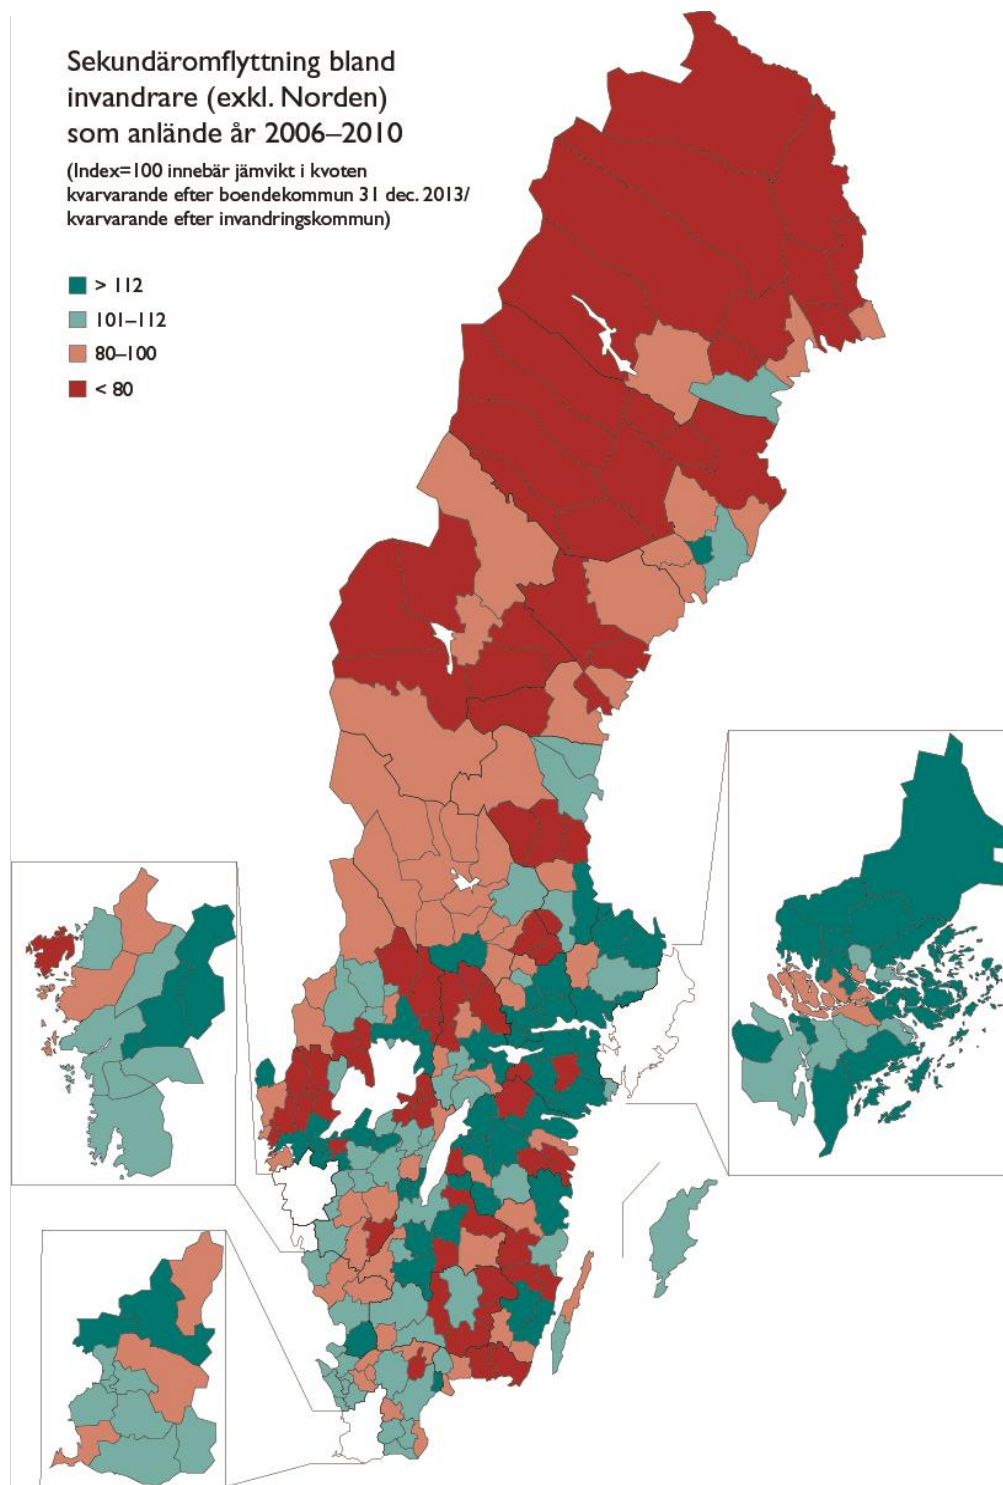 Sekundäromflyttning bland
invandrare (exkl. Norden)
som anlände år 2006–2010
(Index=100 innebär jämvikt i kvoten
kvarvarande efter boendekommun 31 dec. 2013/
kvarvarande efter invandringskommun)
> 112
101–112
80–100
< 80